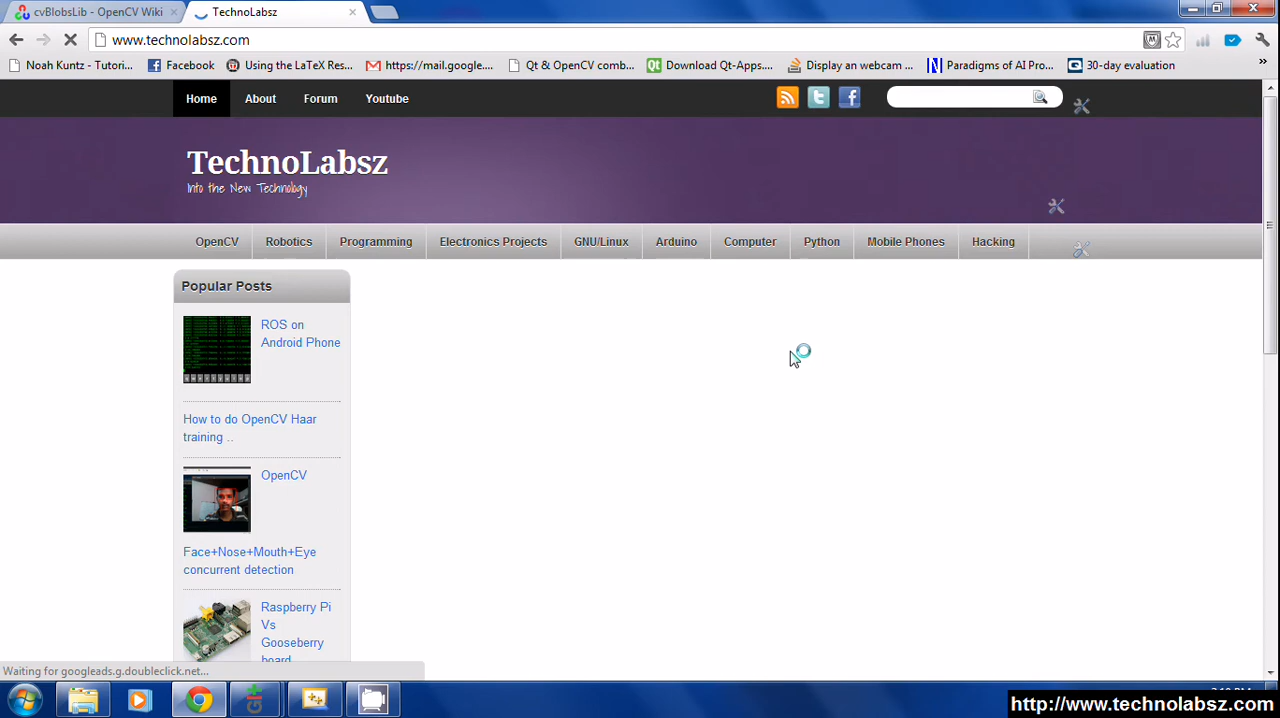 cvBlobsLib - OpenCV Wiki
TechnoLabsz
www.technolabsz.com
Noah Kuntz - Tutori...
Facebook
Using the LaTeX Res...
https://mail.google....
Qt & OpenCV comb...
Download Qt-Apps....
Display an webcam ...
Paradigms of AI Pro...
30-day evaluation
Home
About
Forum
Youtube
TechnoLabsz
Into the New Technology
OpenCV
Robotics
Programming
Electronics Projects
GNU/Linux
Arduino
Computer
Python
Mobile Phones
Hacking
Popular Posts
ROS on
Android Phone
How to do OpenCV Haar
training ..
OpenCV
Face+Nose+Mouth+Eye
concurrent detection
Raspberry Pi
Vs
Gooseberry
board
Waiting for googleads.g.doubleclick.net...
http://www.technolabsz.com